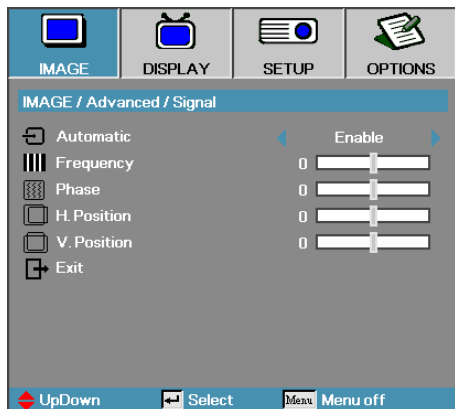 IMAGE DISPLAY SETUP OPTIONS
IMAGE / Advanced / Signal
Automatic Enable
Frequency 0
Phase 0
H. Position 0
V. Position 0
Exit
UpDown Select Menu Menu off